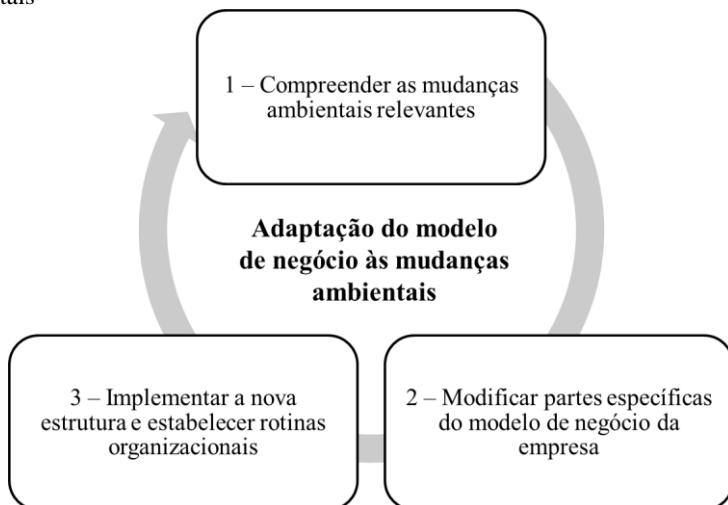 1 – Compreender as mudanças
ambientais relevantes
Adaptação do modelo
de negócio às mudanças
ambientais
3 – Implementar a nova
estrutura e estabelecer rotinas
organizacionais
2 – Modificar partes específicas
do modelo de negócio da
empresa